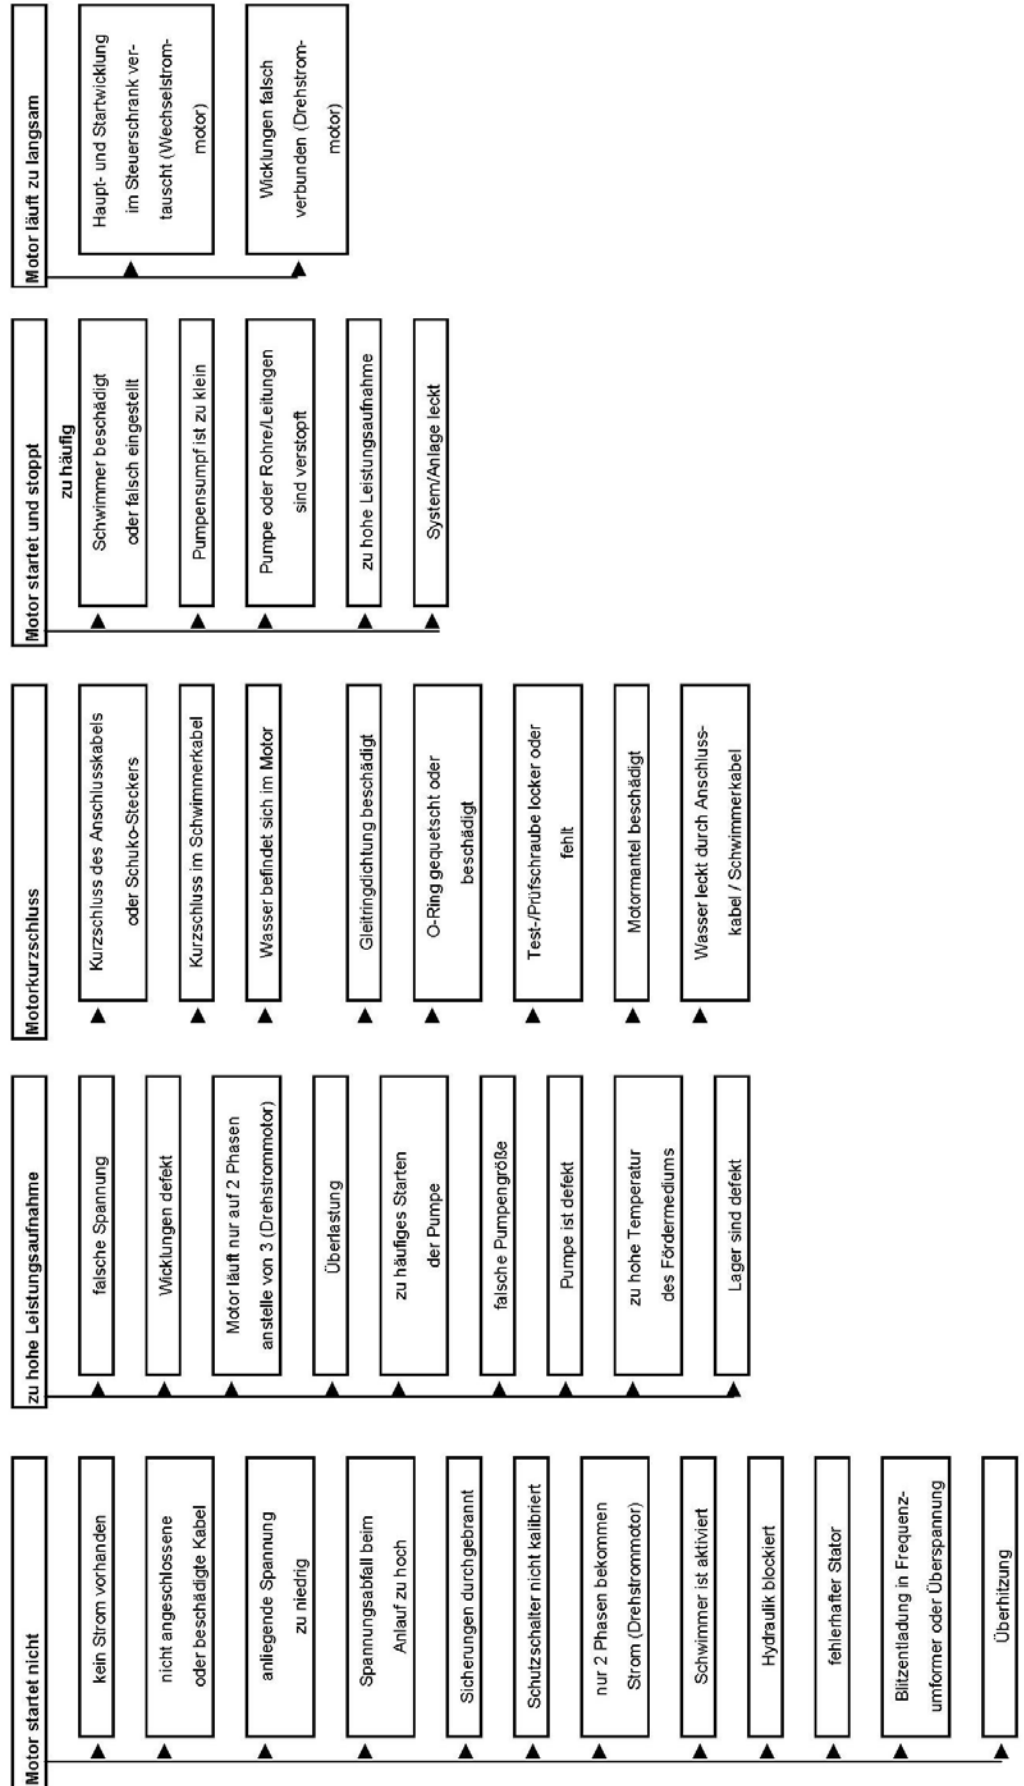 Motor startet nicht
kein Strom vorhanden
nicht angeschlossene
oder beschädigte Kabel
anliegende Spannung
zu niedrig
Spannungsabfall beim
Anlauf zu hoch
Sicherungen durchgebrannt
Schutzschalter nicht kalibriert
nur 2 Phasen bekommen
Strom (Drehstrommotor)
Schwimmer ist aktiviert
Hydraulik blockiert
fehlerhafter Stator
Blitzentladung in Frequenz-
umformer oder Überspannung
Überhitzung
zu hohe Leistungsaufnahme
falsche Spannung
Wicklungen defekt
Motor läuft nur auf 2 Phasen
anstelle von 3 (Drehstrommotor)
Überlastung
zu häufiges Starten
der Pumpe
falsche Pumpengröße
Pumpe ist defekt
zu hohe Temperatur
des Fördermediums
Lager sind defekt
Motorkurzschluss
Kurzschluss des Anschlusskabels
oder Schuko-Steckers
Kurzschluss im Schwimmerkabel
Wasser befindet sich im Motor
Gleitringdichtung beschädigt
O-Ring gequetscht oder
beschädigt
Test-/Prüfschraube locker oder
fehlt
Motormantel beschädigt
Wasser leckt durch Anschluss-
kabel / Schwimmerkabel
Motor startet und stoppt
zu häufig
Schwimmer beschädigt
oder falsch eingestellt
Pumpensumpf ist zu klein
Pumpe oder Rohre/Leitungen
sind verstopft
zu hohe Leistungsaufnahme
System/Anlage leckt
Motor läuft zu langsam
Haupt- und Startwicklung
im Steuerschrank ver-
tauscht (Wechselstrom-
motor)
Wicklungen falsch
verbunden (Drehstrom-
motor)